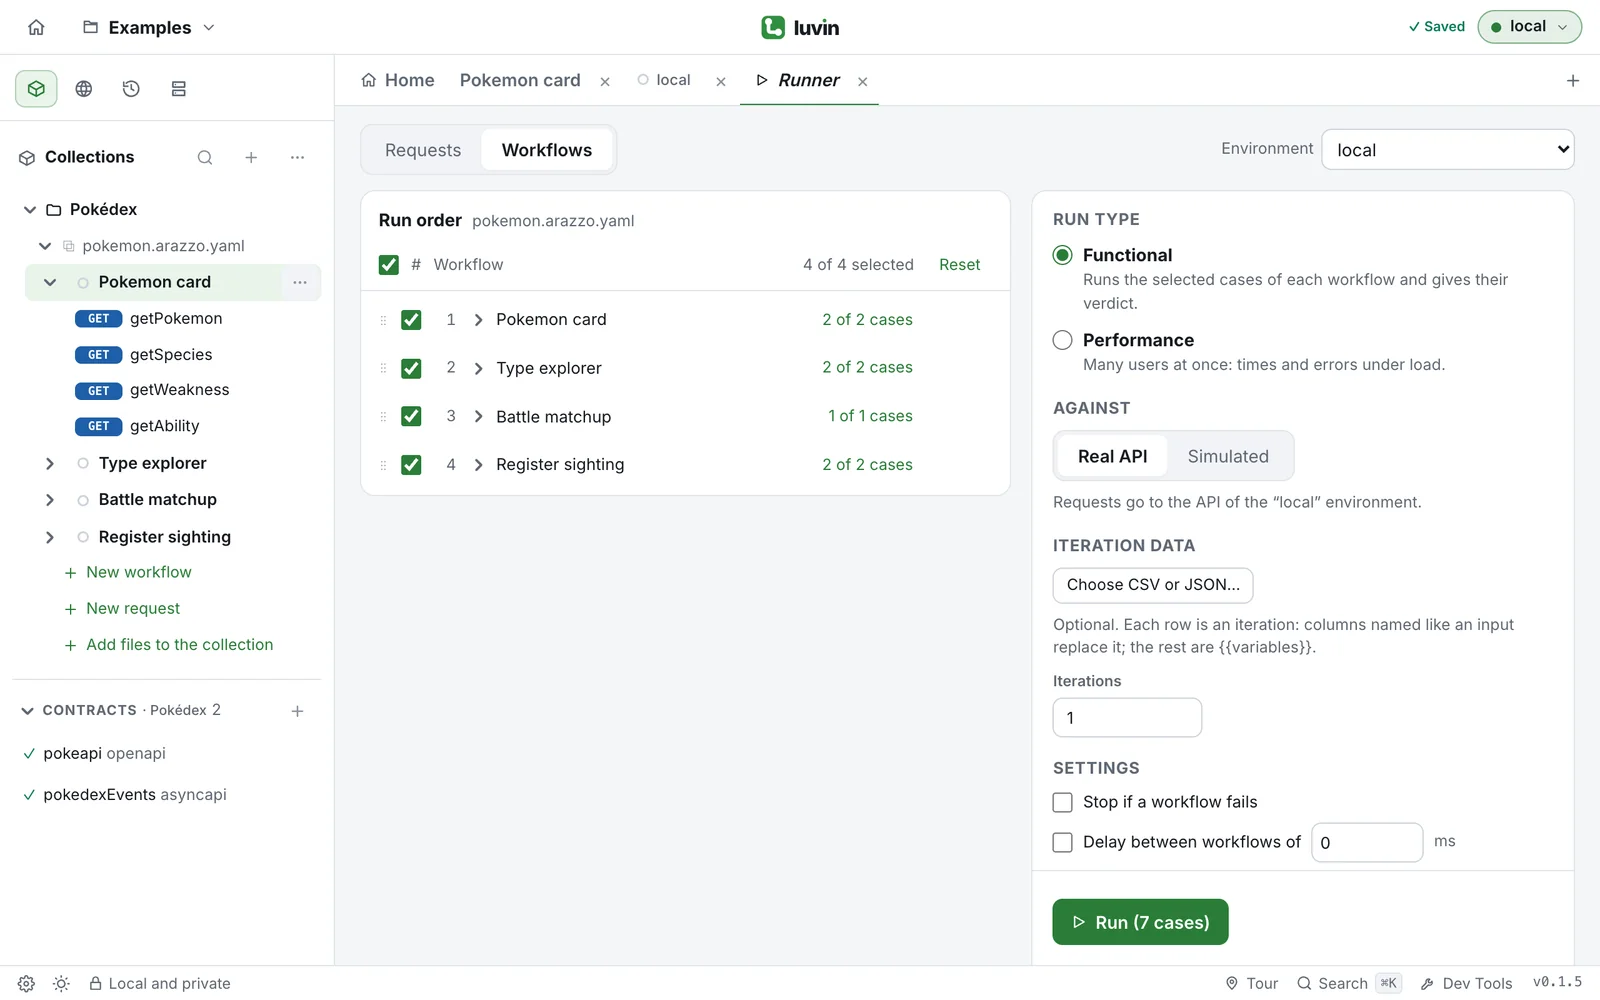 Examples
luvin
Saved
local
Home
Pokemon card
local
Runner
Collections
Pokédex
pokemon.arazzo.yaml
Pokemon card
GET getPokemon
GET getSpecies
GET getWeakness
GET getAbility
Type explorer
Battle matchup
Register sighting
+ New workflow
+ New request
+ Add files to the collection
CONTRACTS · Pokédex 2
pokeapi openapi
pokedexEvents asyncapi
Requests
Workflows
Environment
local
Run order pokemon.arazzo.yaml
# Workflow
4 of 4 selected
Reset
1 Pokemon card 2 of 2 cases
2 Type explorer 2 of 2 cases
3 Battle matchup 1 of 1 cases
4 Register sighting 2 of 2 cases
RUN TYPE
Functional
Runs the selected cases of each workflow and gives their
verdict.
Performance
Many users at once: times and errors under load.
AGAINST
Real API
Simulated
Requests go to the API of the “local” environment.
ITERATION DATA
Choose CSV or JSON...
Optional. Each row is an iteration: columns named like an input
replace it; the rest are {{variables}}.
Iterations
1
SETTINGS
Stop if a workflow fails
Delay between workflows of 0 ms
Run (7 cases)
Local and private
Tour
Search ⌘K
Dev Tools
v0.1.5